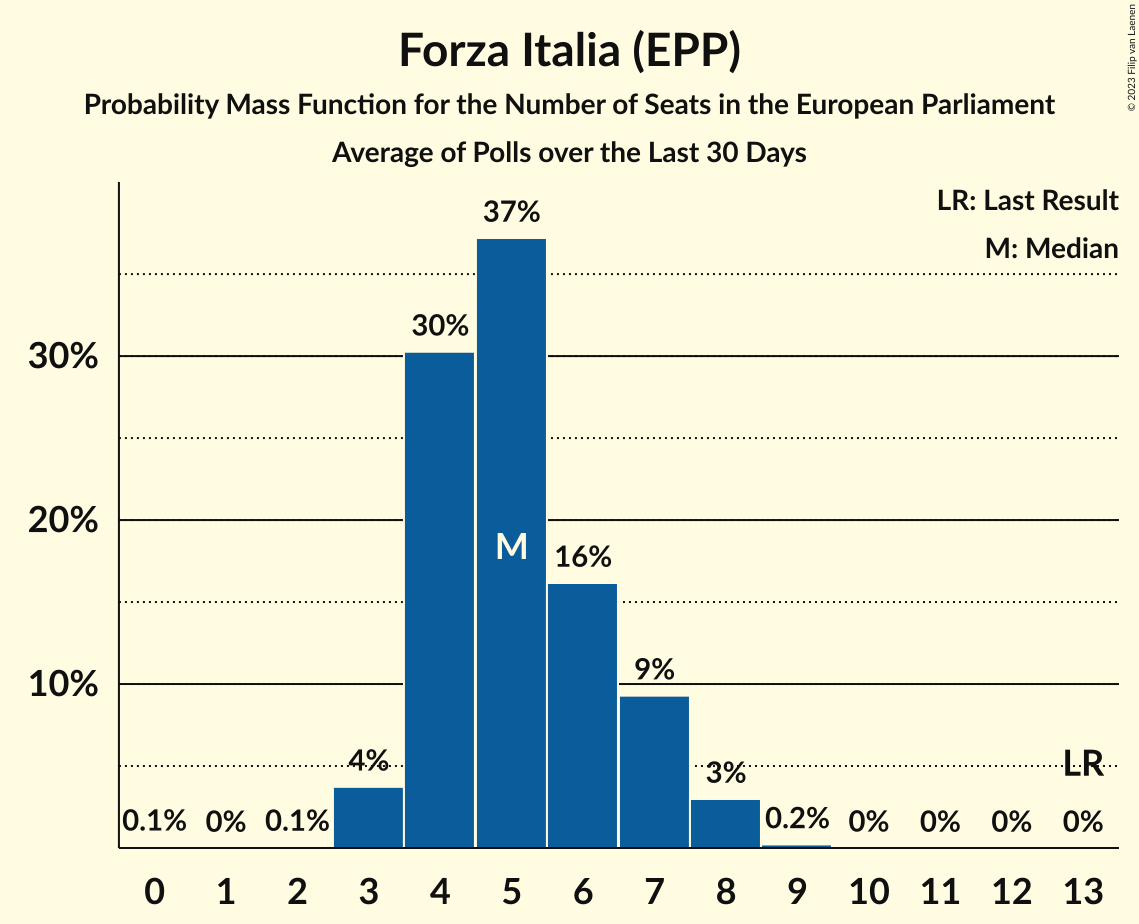 Forza Italia (EPP)
Probability Mass Function for the Number of Seats in the European Parliament
Average of Polls over the Last 30 Days
© 2023 Filip van Laenen
LR: Last Result
M: Median
37%
30%
30%
20%
M
16%
10%
9%
4%
3%
LR
0.1% 0% 0.1% 0.2% 0% 0% 0% 0%
0 1 2 3 4 5 6 7 8 9 10 11 12 13